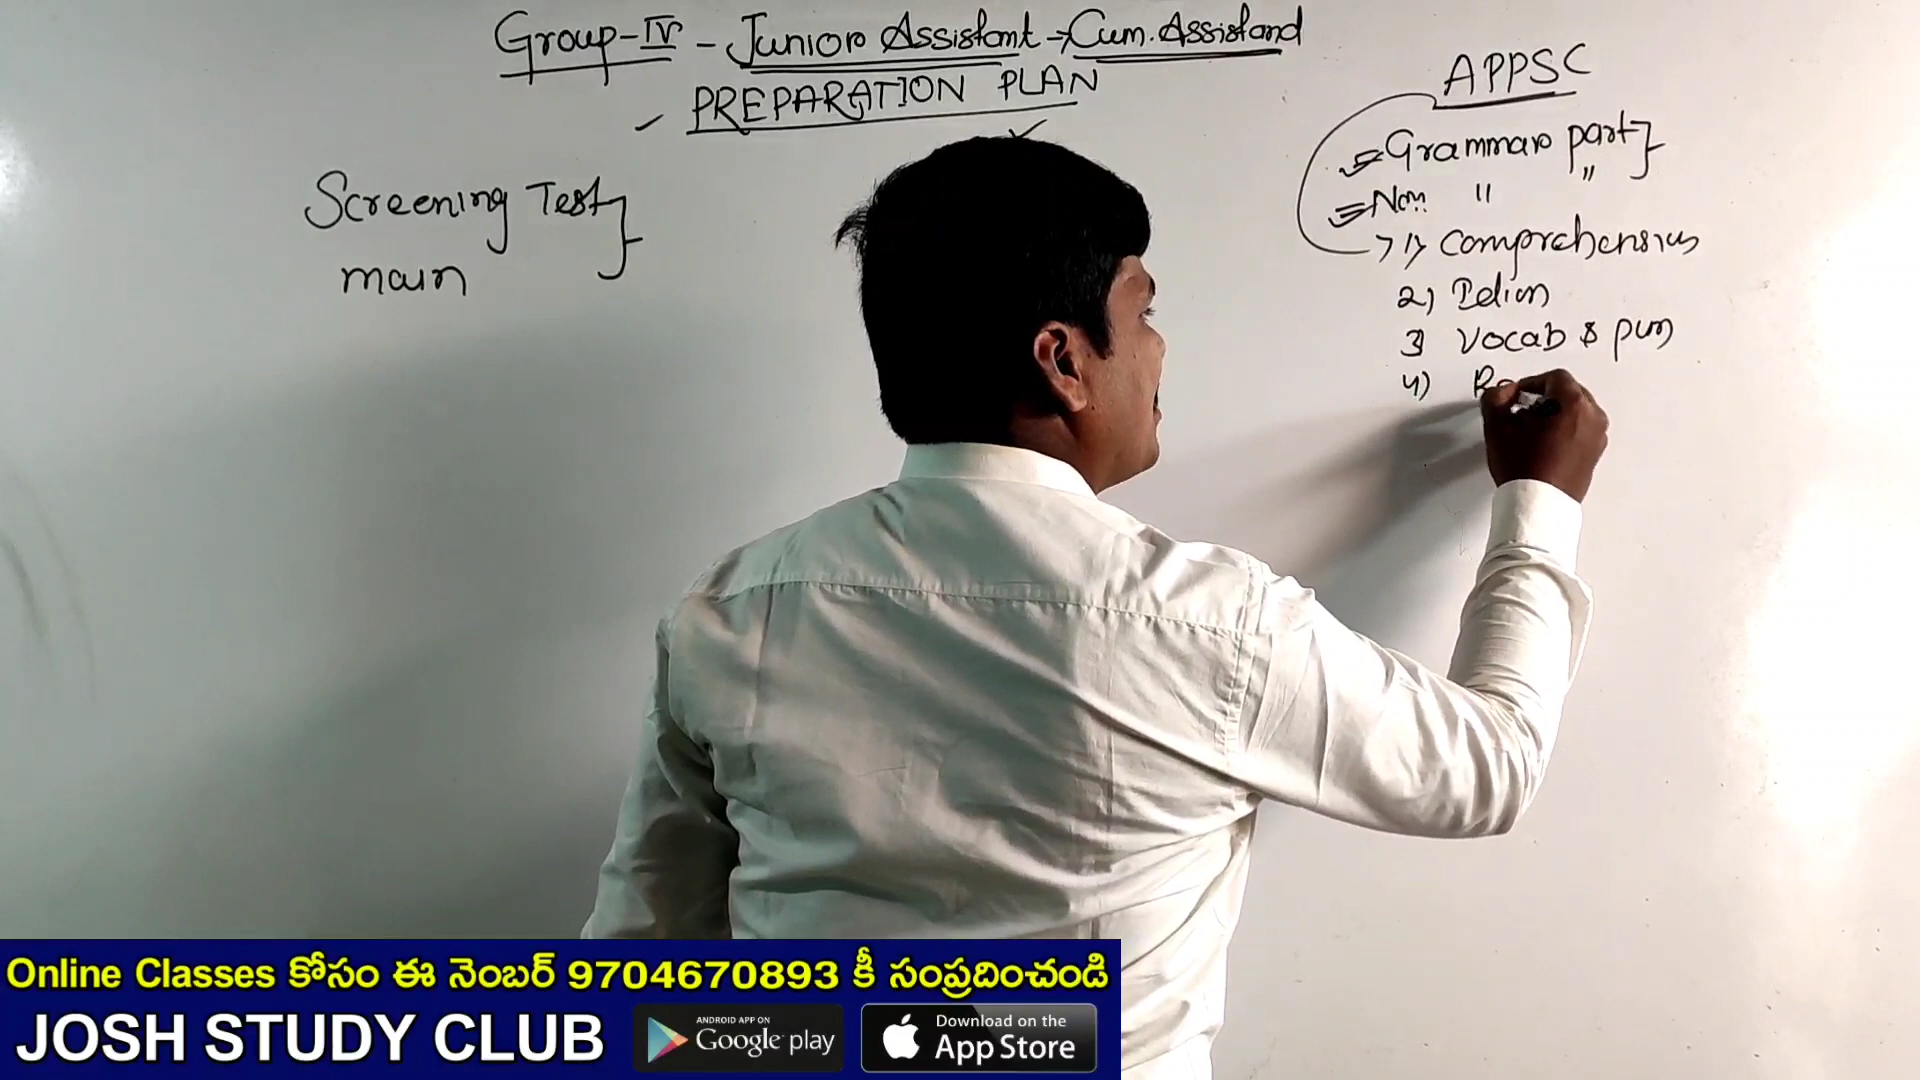 Group-IV - Junior Assistant → Cum. Assistand
PREPARATION PLAN
Screening Test
main
APPSC
Grammar part
Non " "
1) Comprehension
2)
3 Vocab & pun
4)
Online Classes కోసం ఈ నెంబర్ 9704670893 కీ సంప్రదించండి
JOSH STUDY CLUB
ANDROID APP ON
Google play
Download on the
App Store